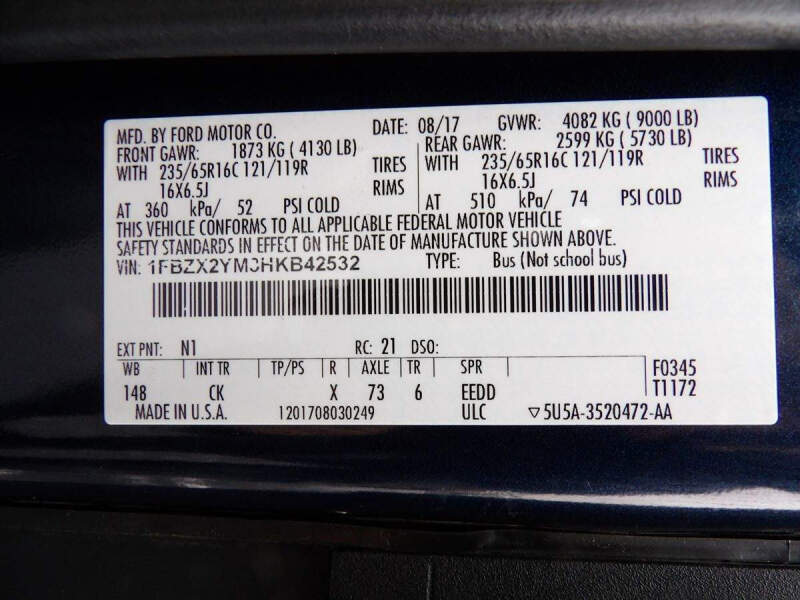 MFD. BY FORD MOTOR CO. DATE: 08/17 GVWR: 4082 KG ( 9000 LB)
FRONT GAWR: 1873 KG ( 4130 LB) REAR GAWR: 2599 KG ( 5730 LB)
WITH 235/65R16C 121/119R TIRES WITH 235/65R16C 121/119R TIRES
16X6.5J RIMS 16X6.5J RIMS
AT 360 kPa/ 52 PSI COLD AT 510 kPa/ 74 PSI COLD
THIS VEHICLE CONFORMS TO ALL APPLICABLE FEDERAL MOTOR VEHICLE
SAFETY STANDARDS IN EFFECT ON THE DATE OF MANUFACTURE SHOWN ABOVE.
VIN: 1FBZX2YM3HKB42532 TYPE: Bus (Not school bus)
EXT PNT: N1 RC: 21 DSO:
WB INT TR TP/PS R AXLE TR SPR F0345
148 CK X 73 6 EEDD T1172
MADE IN U.S.A. 1201708030249 ULC ▽5U5A-3520472-AA